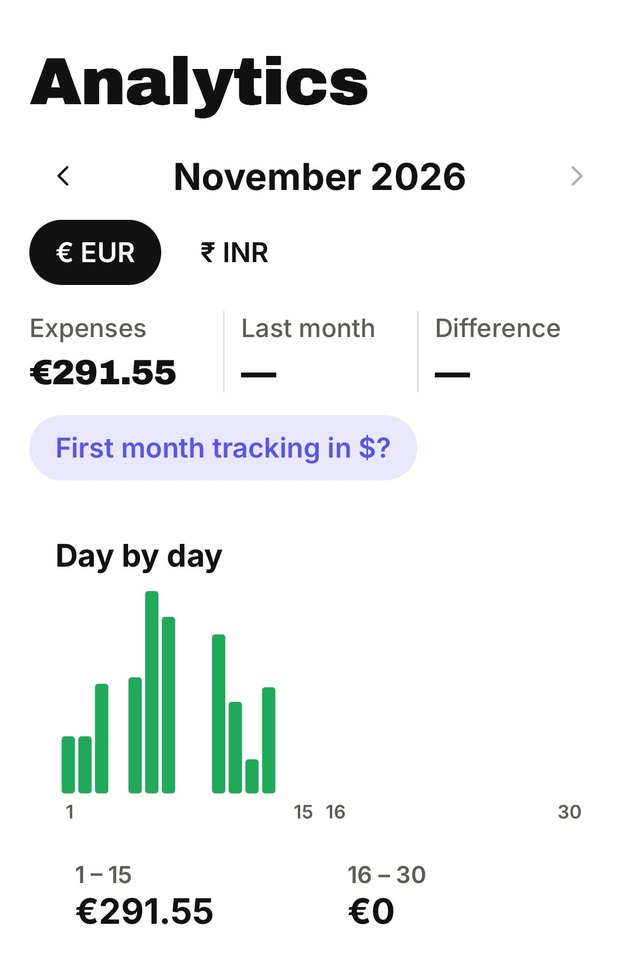 Analytics
November 2026
€ EUR ₹ INR
Expenses Last month Difference
€291.55 — —
First month tracking in $?
Day by day
1 15 16 30
1 – 15 16 – 30
€291.55 €0